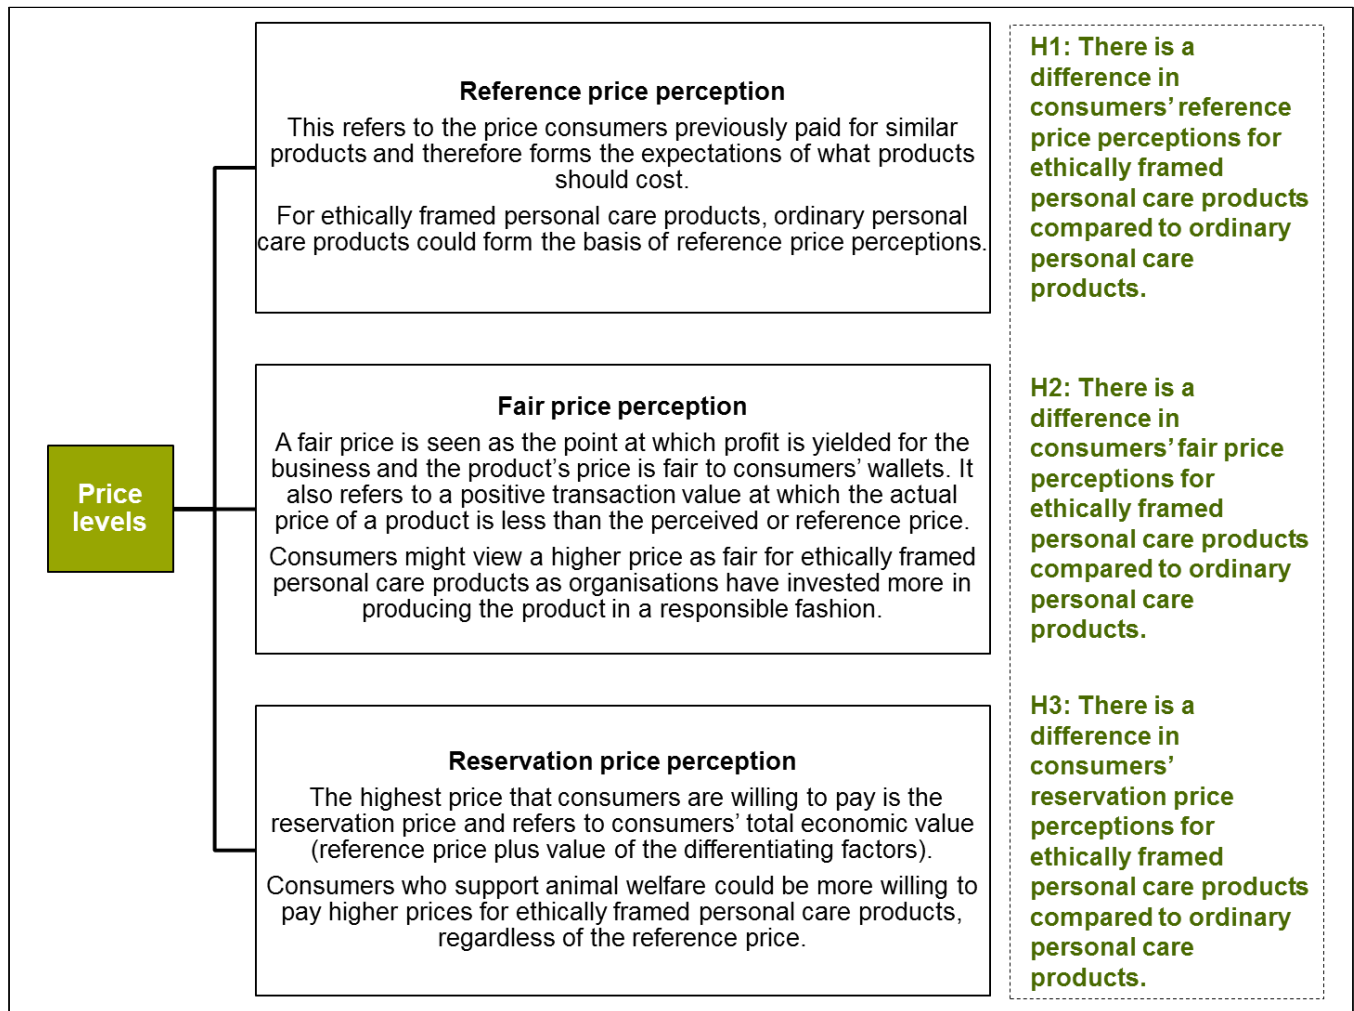 Price
levels
Reference price perception
This refers to the price consumers previously paid for similar
products and therefore forms the expectations of what products
should cost.
For ethically framed personal care products, ordinary personal
care products could form the basis of reference price perceptions.
H1: There is a
difference in
consumers’ reference
price perceptions for
ethically framed
personal care products
compared to ordinary
personal care
products.
Fair price perception
A fair price is seen as the point at which profit is yielded for the
business and the product’s price is fair to consumers’ wallets. It
also refers to a positive transaction value at which the actual
price of a product is less than the perceived or reference price.
Consumers might view a higher price as fair for ethically framed
personal care products as organisations have invested more in
producing the product in a responsible fashion.
H2: There is a
difference in
consumers’ fair price
perceptions for
ethically framed
personal care products
compared to ordinary
personal care
products.
Reservation price perception
The highest price that consumers are willing to pay is the
reservation price and refers to consumers’ total economic value
(reference price plus value of the differentiating factors).
Consumers who support animal welfare could be more willing to
pay higher prices for ethically framed personal care products,
regardless of the reference price.
H3: There is a
difference in
consumers’
reservation price
perceptions for
ethically framed
personal care products
compared to ordinary
personal care
products.